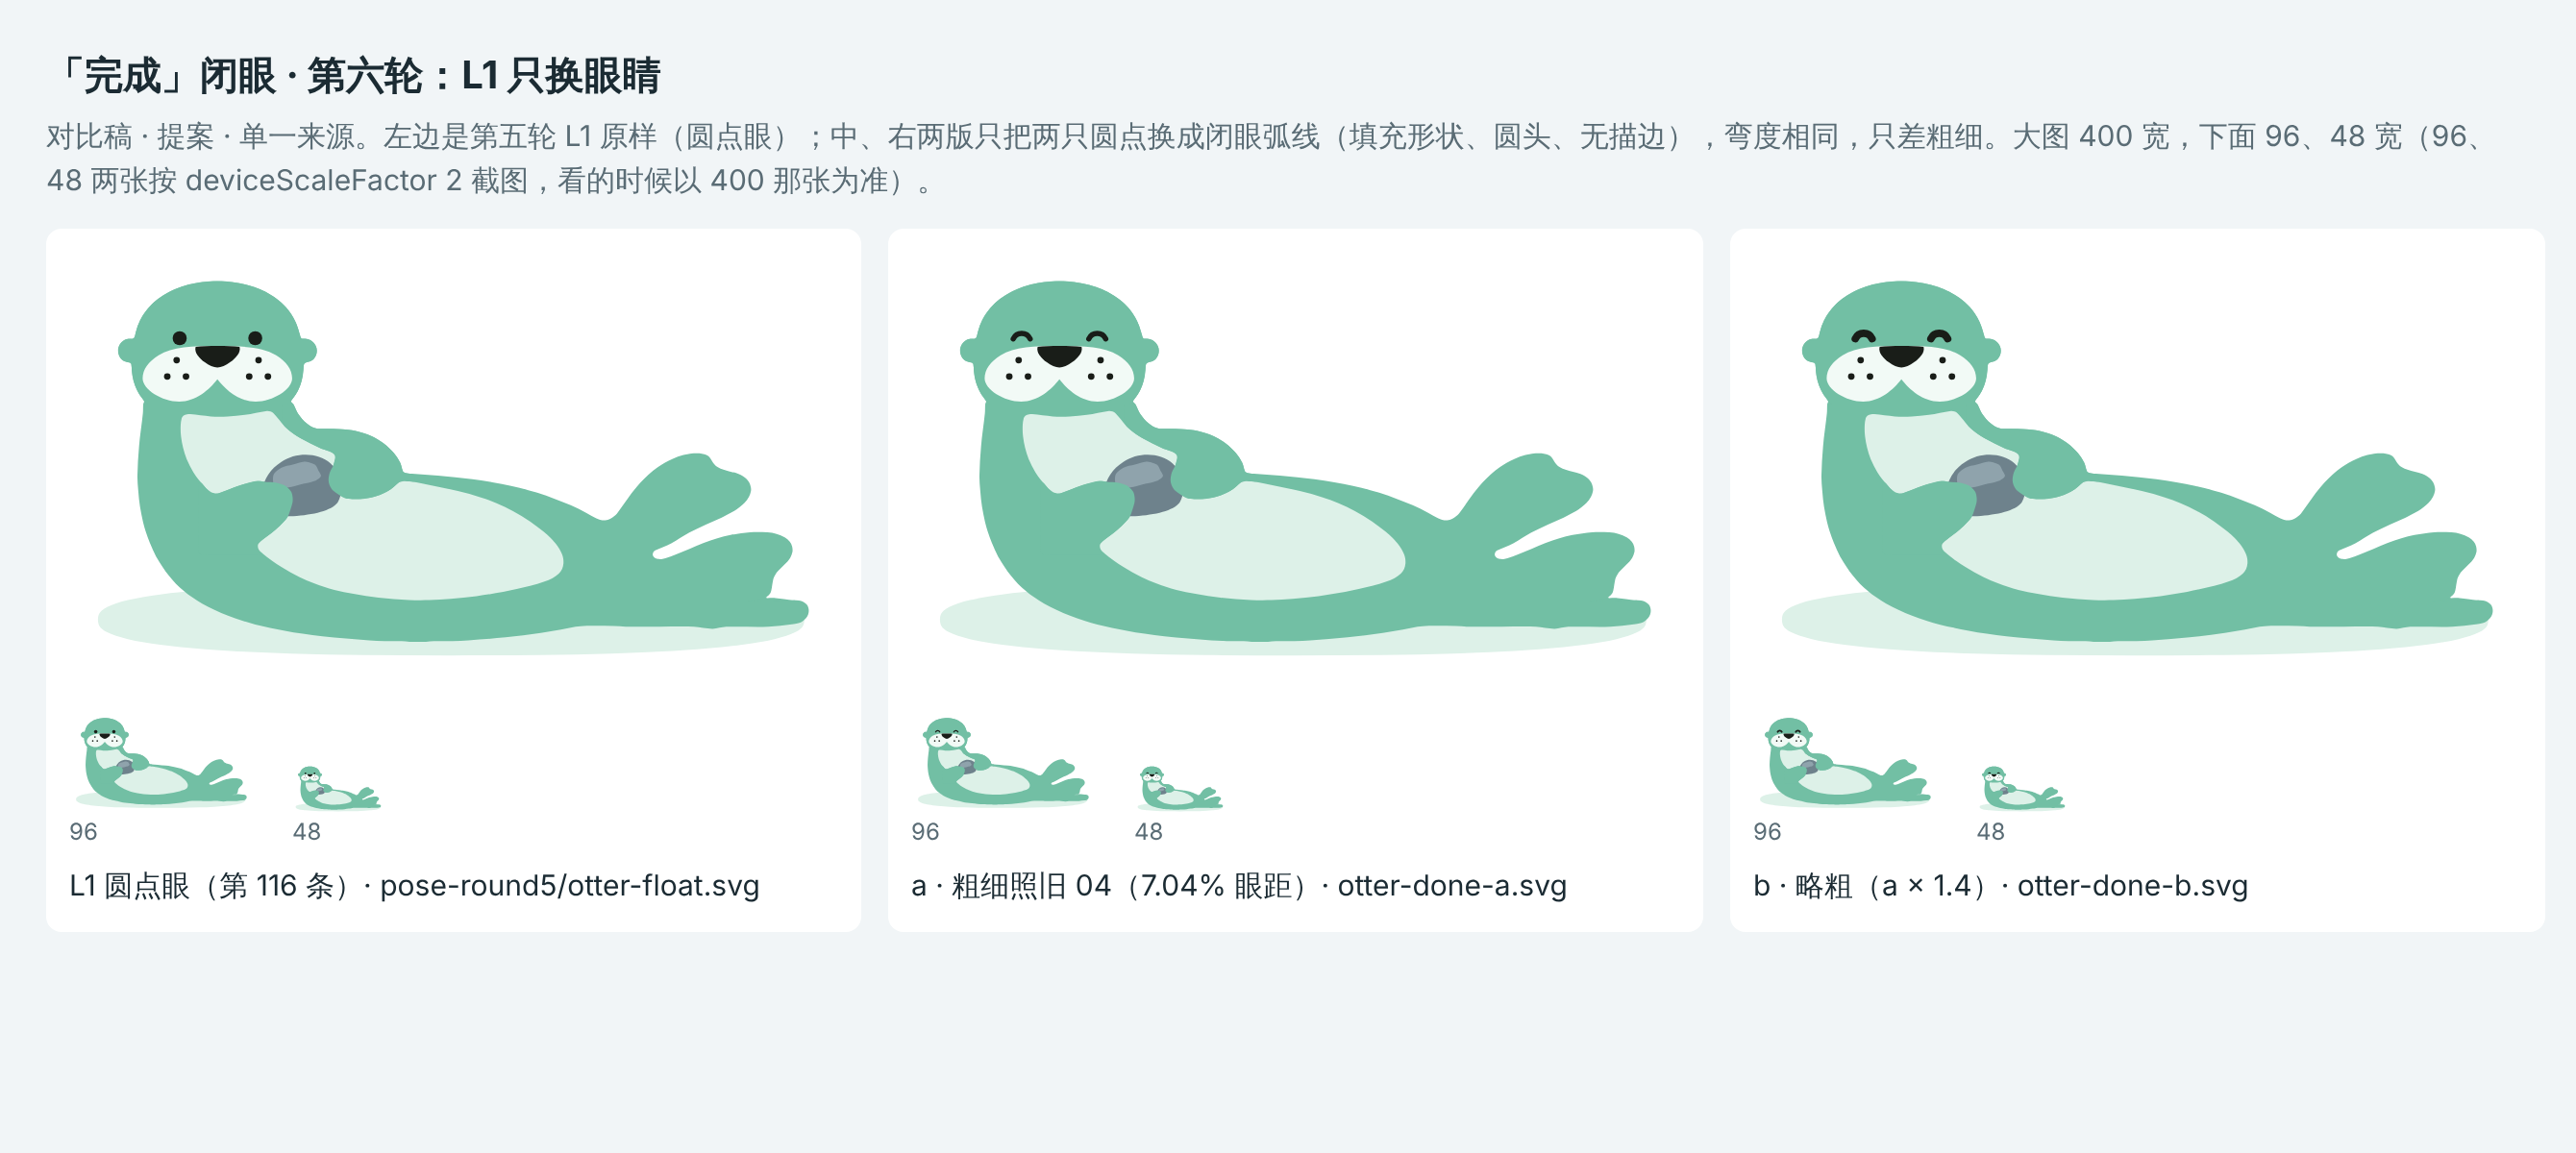 「完成」闭眼 · 第六轮：L1 只换眼睛
对比稿 · 提案 · 单一来源。左边是第五轮 L1 原样（圆点眼）；中、右两版只把两只圆点换成闭眼弧线（填充形状、圆头、无描边），弯度相同，只差粗细。大图 400 宽，下面 96、48 宽（96、
48 两张按 deviceScaleFactor 2 截图，看的时候以 400 那张为准）。
96 48
L1 圆点眼（第 116 条）· pose-round5/otter-float.svg
96 48
a · 粗细照旧 04（7.04% 眼距）· otter-done-a.svg
96 48
b · 略粗（a × 1.4）· otter-done-b.svg